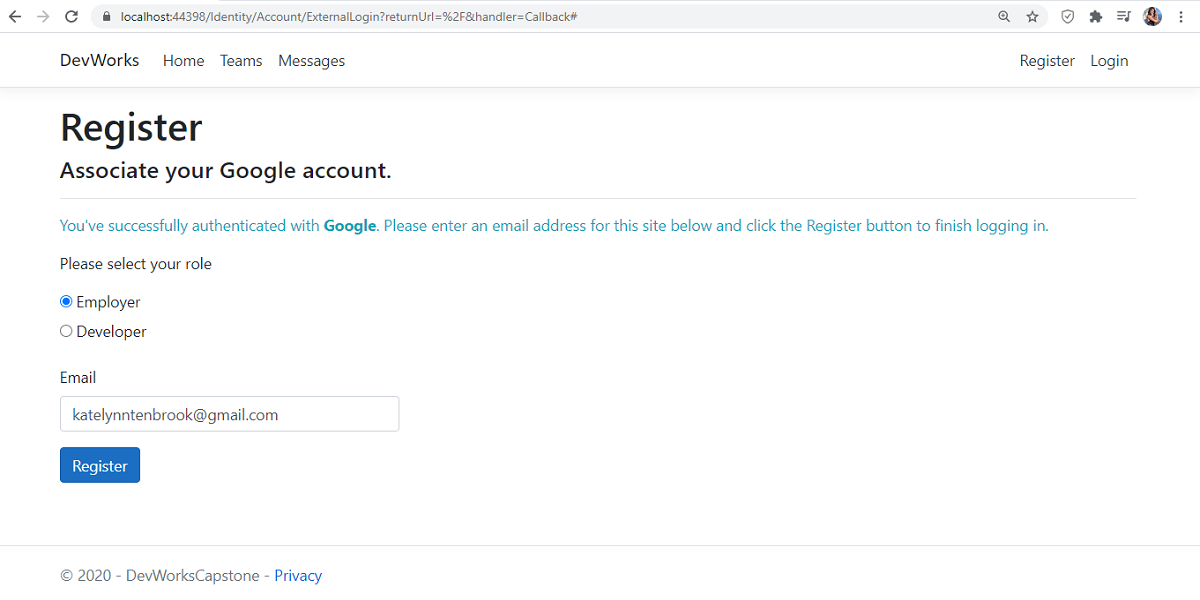 localhost:44398/Identity/Account/ExternalLogin?returnUrl=%2F&handler=Callback#
DevWorks Home Teams Messages Register Login
Register
Associate your Google account.
You've successfully authenticated with Google. Please enter an email address for this site below and click the Register button to finish logging in.
Please select your role
Employer
Developer
Email
katelynntenbrook@gmail.com
Register
© 2020 - DevWorksCapstone - Privacy